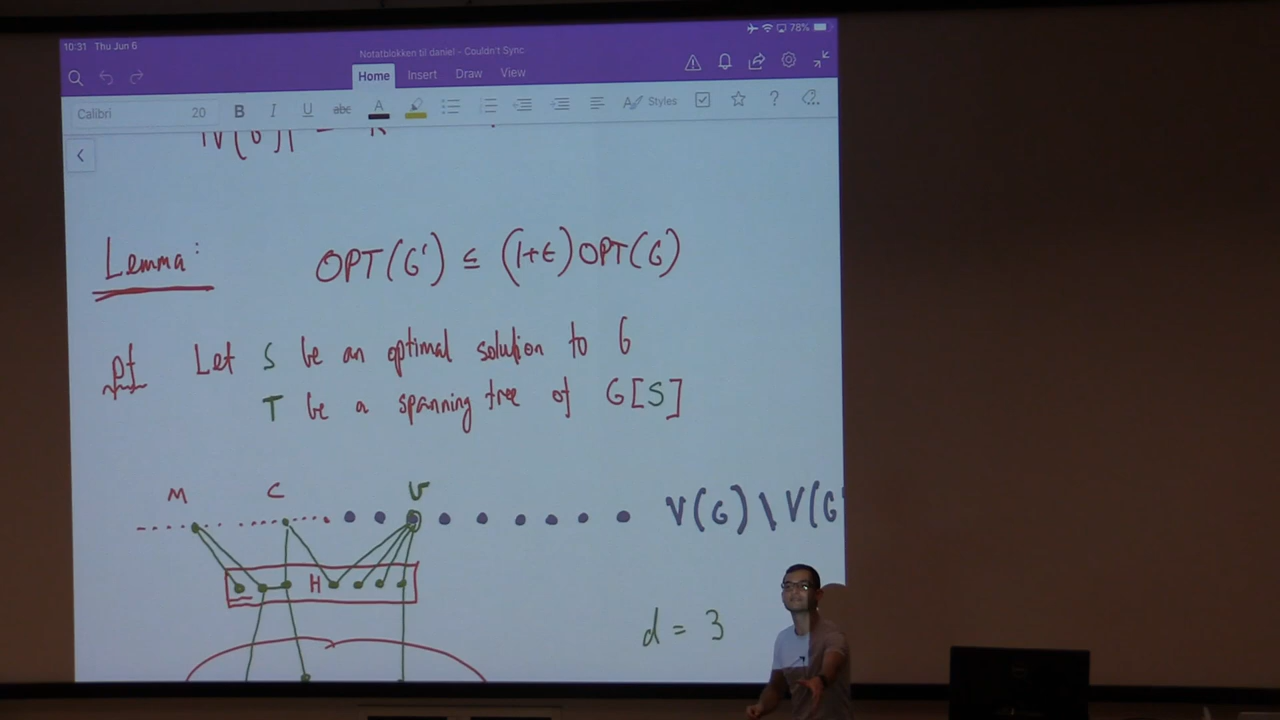 10:31 Thu Jun 6
78%
Notatblokken til daniel - Couldn't Sync
Home Insert Draw View
Calibri 20 B I U abc A Styles ?
Lemma: OPT(G') ≤ (1+ϵ)OPT(G)
Pf Let S be an optimal solution to G
T be a spanning tree of G[S]
M C v
V(G) \ V(G'
H
d = 3